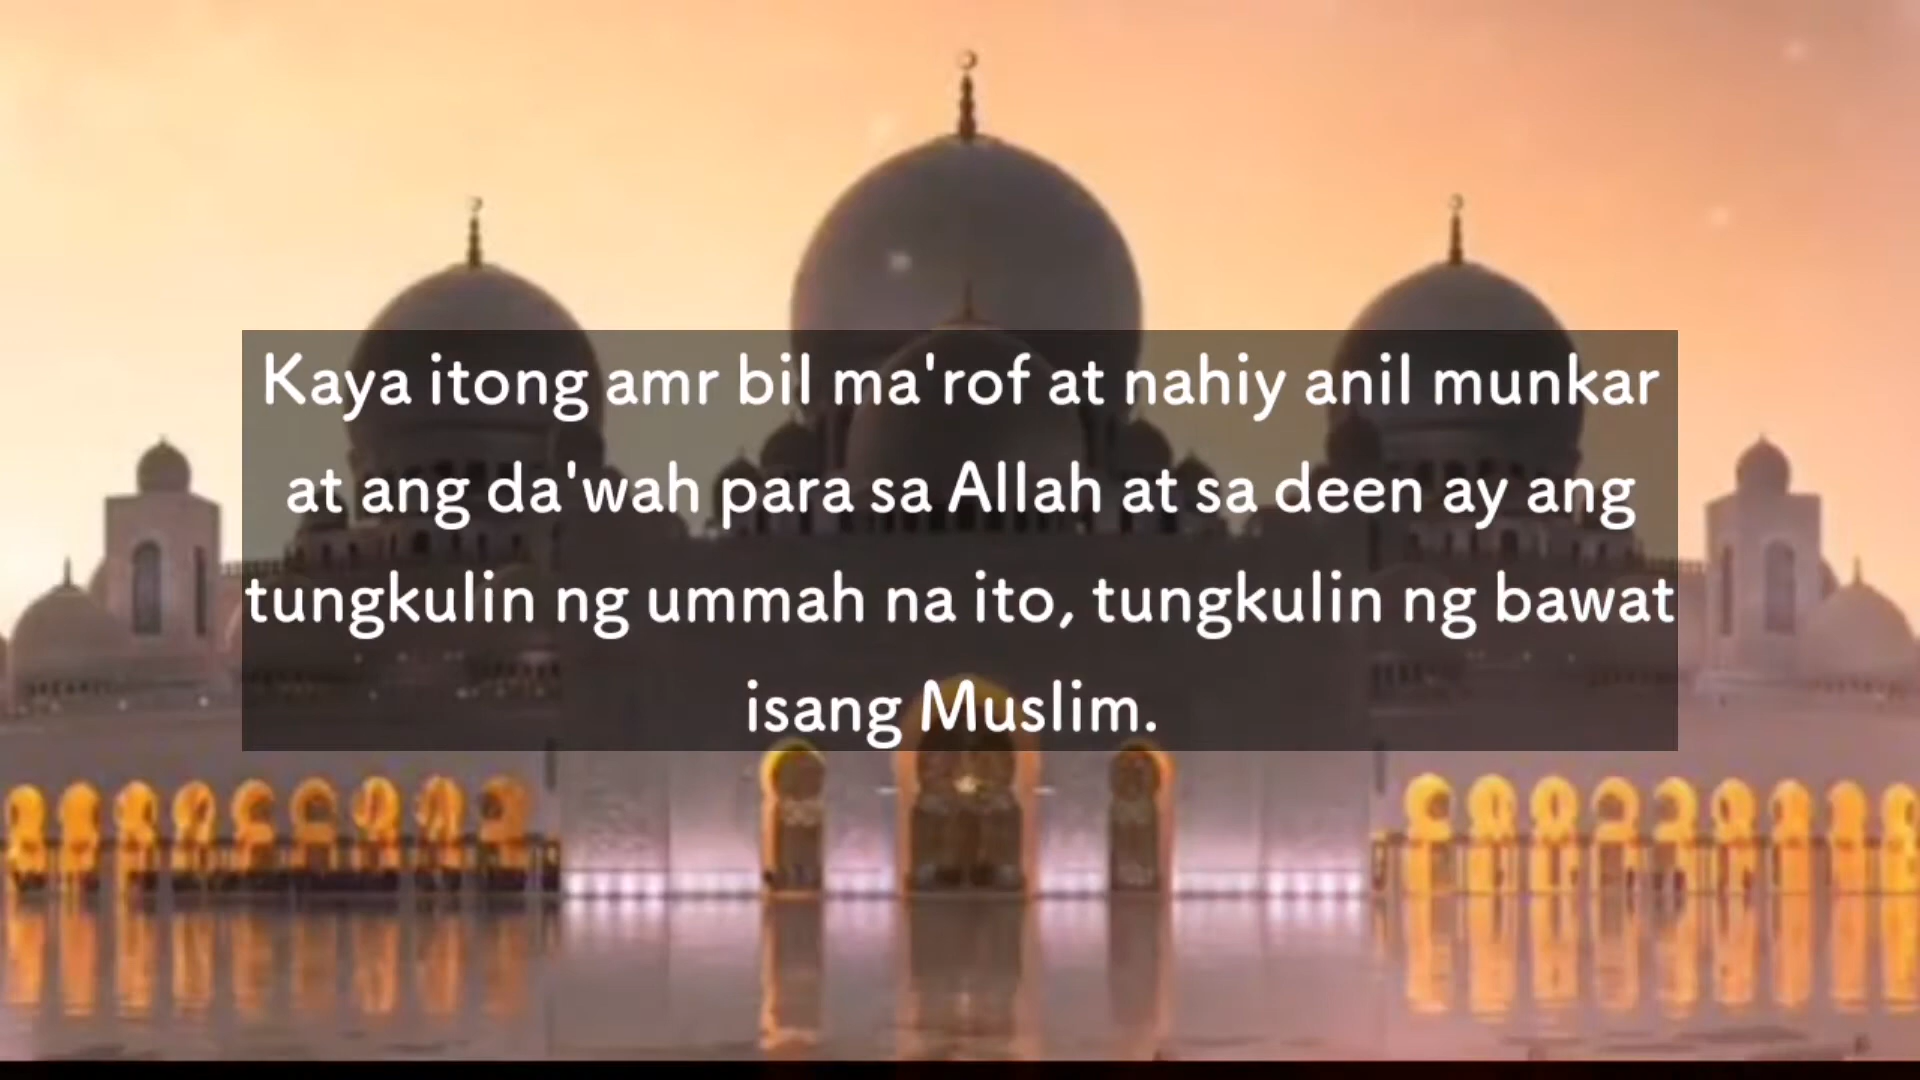 Kaya itong amr bil ma'rof at nahiy anil munkar
at ang da'wah para sa Allah at sa deen ay ang
tungkulin ng ummah na ito, tungkulin ng bawat
isang Muslim.